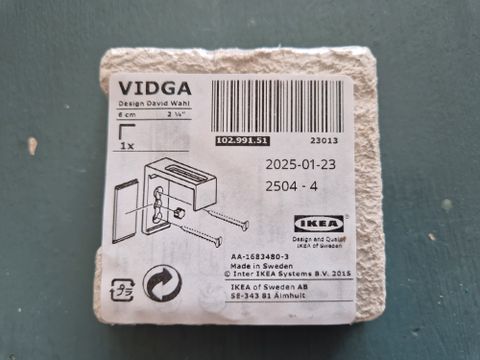 VIDGA
Design David Wahl
6 cm 2 ¼"
1x
102.991.51
23013
2025-01-23
2504 - 4
IKEA
Design and Quality
IKEA of Sweden
AA-1683480-3
Made in Sweden
© Inter IKEA Systems B.V. 2015
IKEA of Sweden AB
SE-343 81 Älmhult
プラ